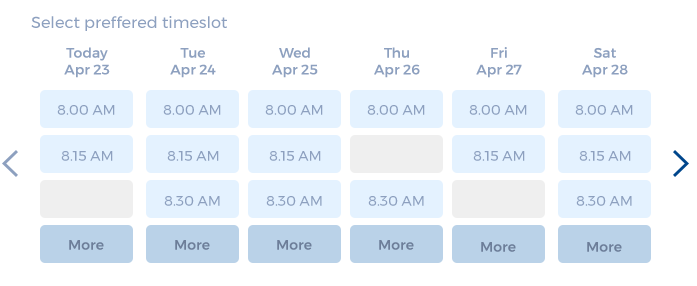 Select preffered timeslot
Today Tue Wed Thu Fri Sat
Apr 23 Apr 24 Apr 25 Apr 26 Apr 27 Apr 28
8.00 AM 8.00 AM 8.00 AM 8.00 AM 8.00 AM 8.00 AM
8.15 AM 8.15 AM 8.15 AM 8.15 AM 8.15 AM
8.30 AM 8.30 AM 8.30 AM 8.30 AM
More More More More More More